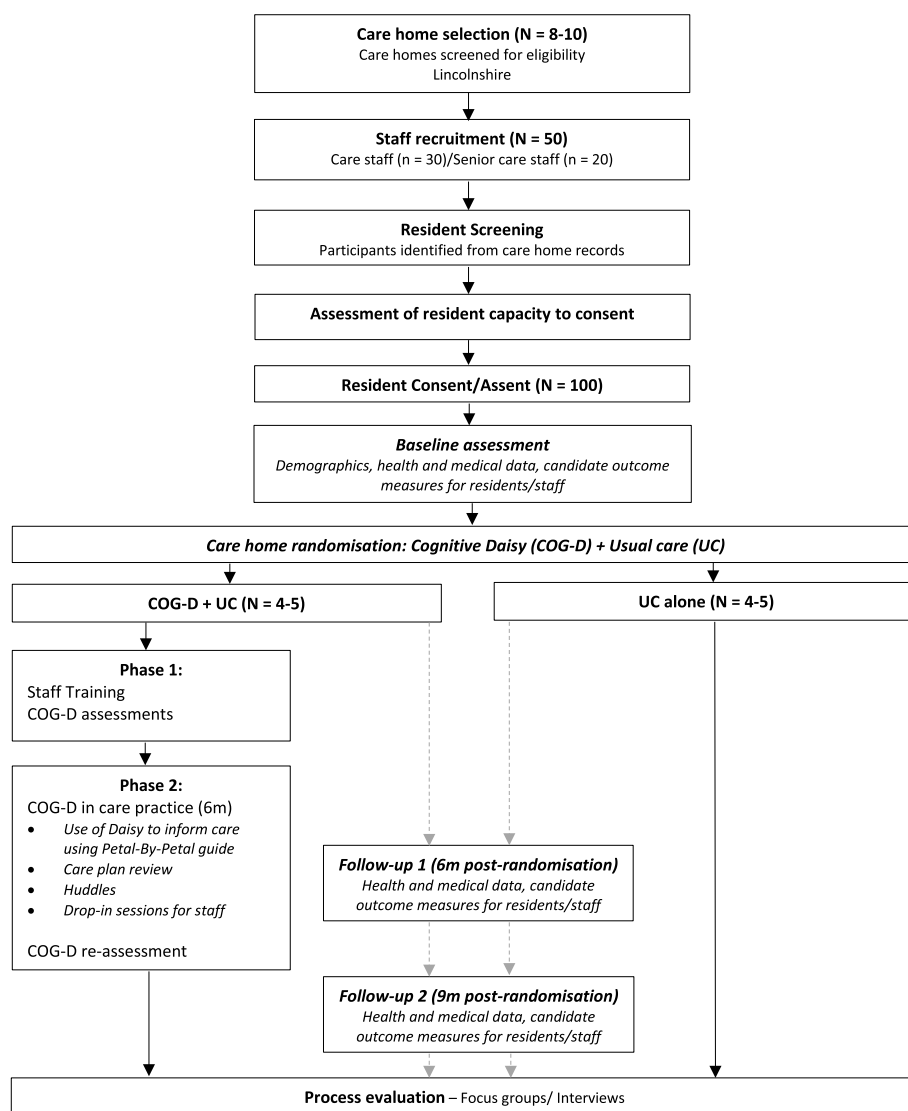 Care home selection (N = 8-10)
Care homes screened for eligibility
Lincolnshire
Staff recruitment (N = 50)
Care staff (n = 30)/Senior care staff (n = 20)
Resident Screening
Participants identified from care home records
Assessment of resident capacity to consent
Resident Consent/Assent (N = 100)
Baseline assessment
Demographics, health and medical data, candidate outcome
measures for residents/staff
Care home randomisation: Cognitive Daisy (COG-D) + Usual care (UC)
COG-D + UC (N = 4-5)
UC alone (N = 4-5)
Phase 1:
Staff Training
COG-D assessments
Phase 2:
COG-D in care practice (6m)
• Use of Daisy to inform care
using Petal-By-Petal guide
• Care plan review
• Huddles
• Drop-in sessions for staff
COG-D re-assessment
Follow-up 1 (6m post-randomisation)
Health and medical data, candidate
outcome measures for residents/staff
Follow-up 2 (9m post-randomisation)
Health and medical data, candidate
outcome measures for residents/staff
Process evaluation – Focus groups/ Interviews